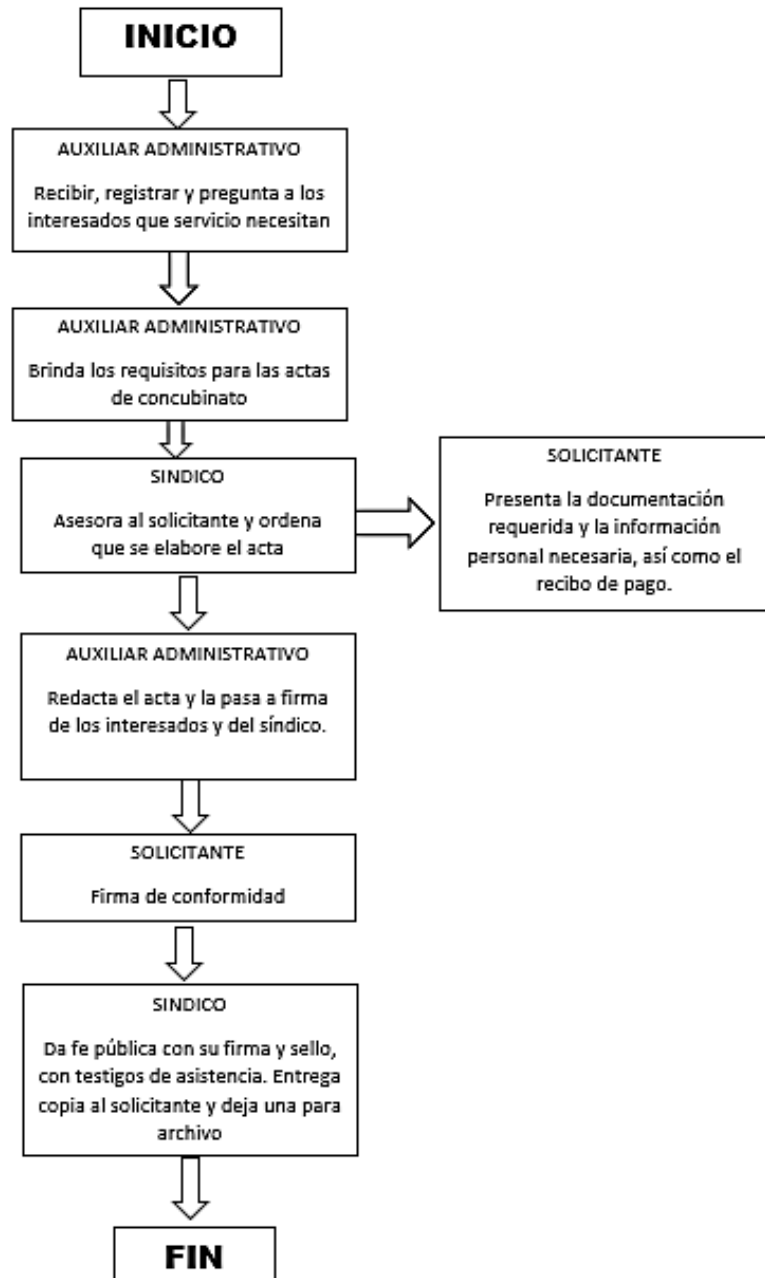 INICIO
AUXILIAR ADMINISTRATIVO
Recibir, registrar y pregunta a los
interesados que servicio necesitan
AUXILIAR ADMINISTRATIVO
Brinda los requisitos para las actas
de concubinato
SINDICO
Asesora al solicitante y ordena
que se elabore el acta
SOLICITANTE
Presenta la documentación
requerida y la información
personal necesaria, así como el
recibo de pago.
AUXILIAR ADMINISTRATIVO
Redacta el acta y la pasa a firma
de los interesados y del síndico.
SOLICITANTE
Firma de conformidad
SINDICO
Da fe pública con su firma y sello,
con testigos de asistencia. Entrega
copia al solicitante y deja una para
archivo
FIN